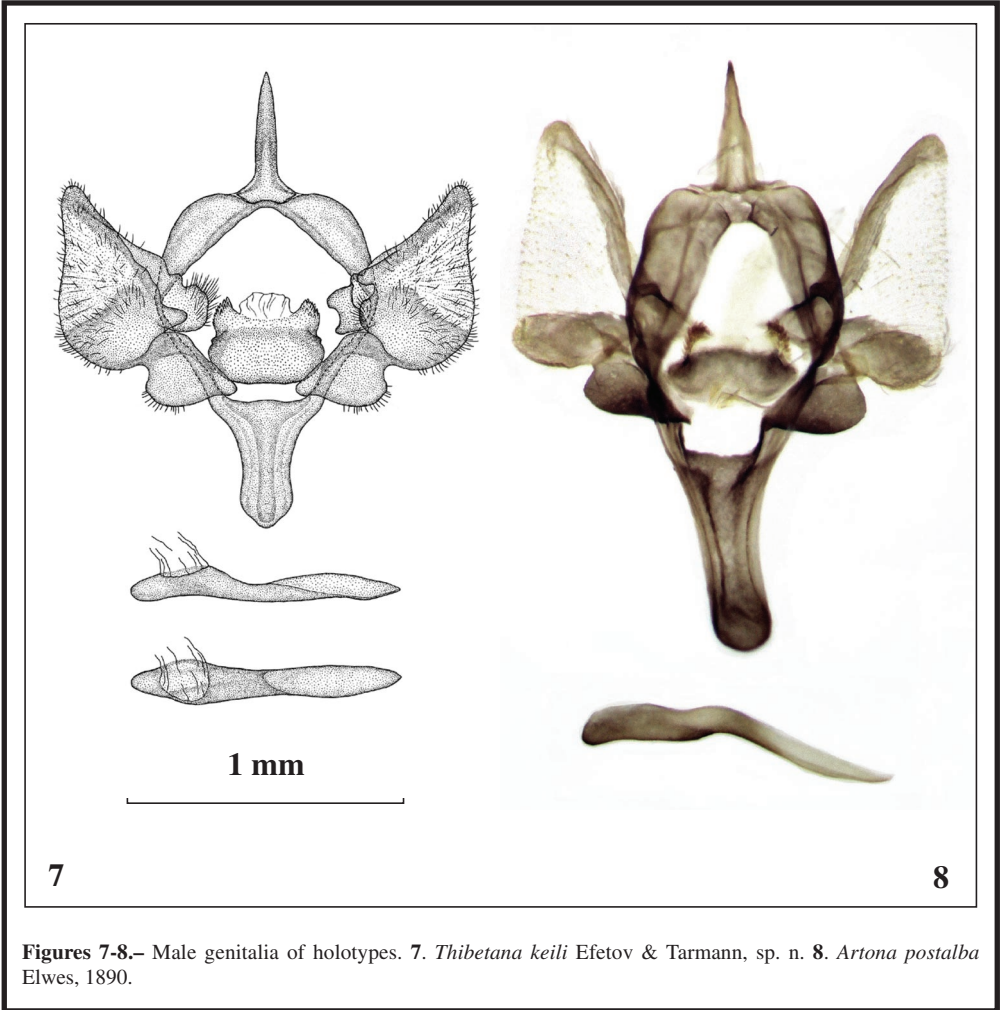 1 mm
7
8
Figures 7-8.– Male genitalia of holotypes. 7. Thibetana keili Efetov & Tarmann, sp. n. 8. Artona postalba
Elwes, 1890.